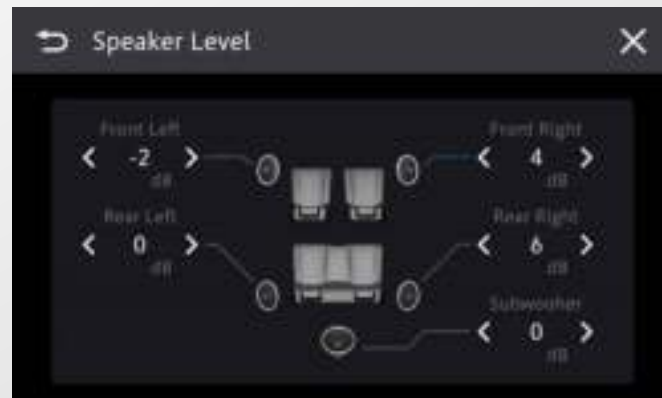 Speaker Level
Front Left
-2
dB
Front Right
4
dB
Rear Left
0
dB
Rear Right
6
dB
Subwoofer
0
dB